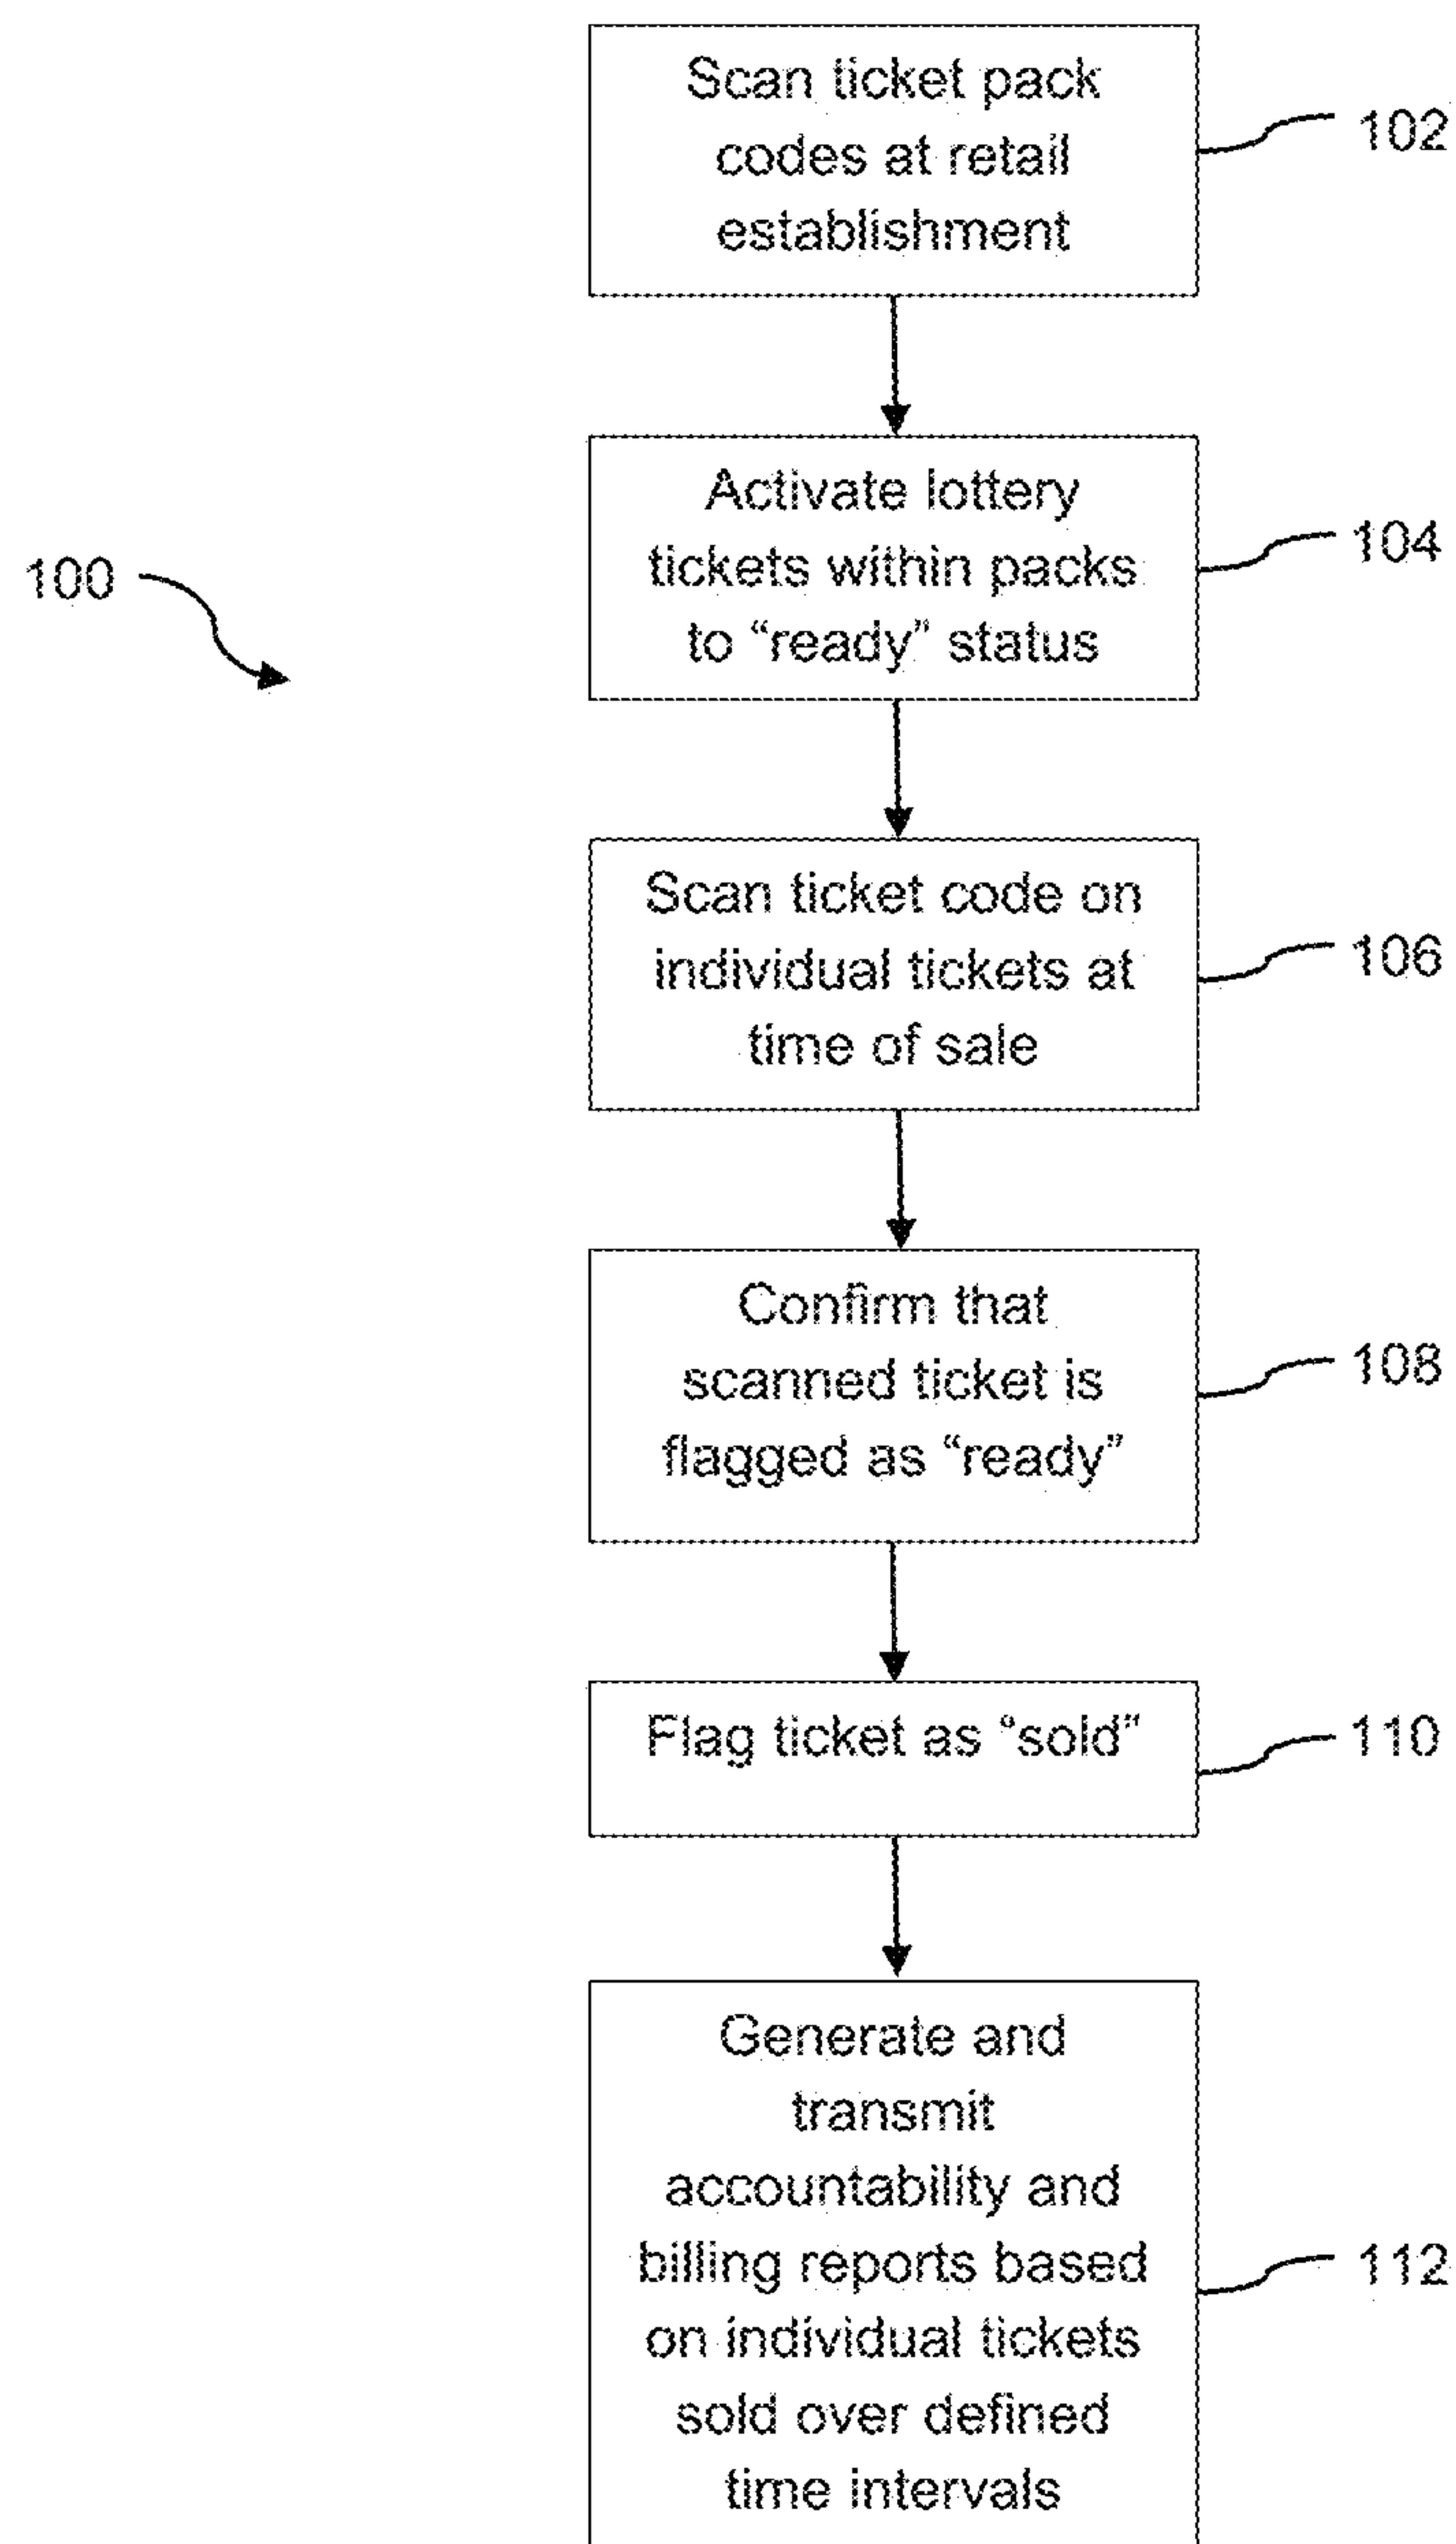 Scan ticket pack
codes at retail
establishment
102
Activate lottery
tickets within packs
to “ready” status
104
100
Scan ticket code on
individual tickets at
time of sale
106
Confirm that
scanned ticket is
flagged as “ready”
108
Flag ticket as “sold”
110
Generate and
transmit
accountability and
billing reports based
on individual tickets
sold over defined
time intervals
112